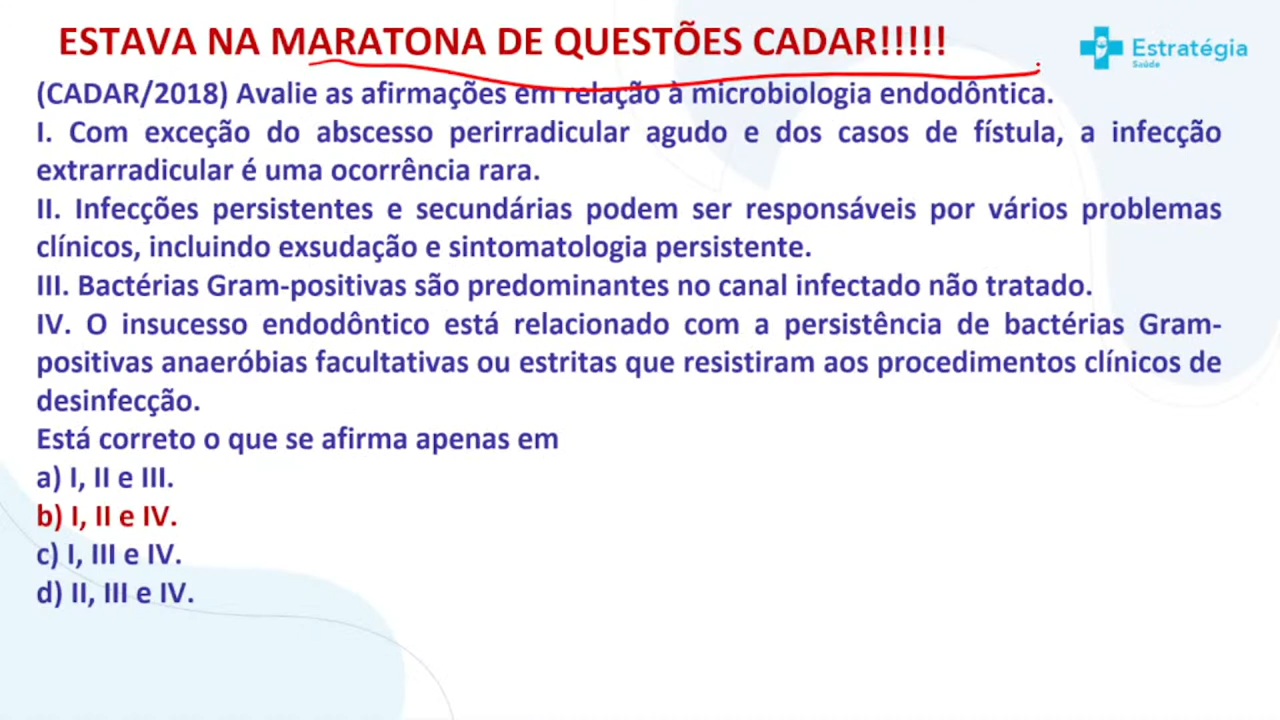 ESTAVA NA MARATONA DE QUESTÕES CADAR!!!!!
Estratégia
Saúde
(CADAR/2018) Avalie as afirmações em relação à microbiologia endodôntica.
I. Com exceção do abscesso perirradicular agudo e dos casos de fístula, a infecção
extrarradicular é uma ocorrência rara.
II. Infecções persistentes e secundárias podem ser responsáveis por vários problemas
clínicos, incluindo exsudação e sintomatologia persistente.
III. Bactérias Gram-positivas são predominantes no canal infectado não tratado.
IV. O insucesso endodôntico está relacionado com a persistência de bactérias Gram-
positivas anaeróbias facultativas ou estritas que resistiram aos procedimentos clínicos de
desinfecção.
Está correto o que se afirma apenas em
a) I, II e III.
b) I, II e IV.
c) I, III e IV.
d) II, III e IV.